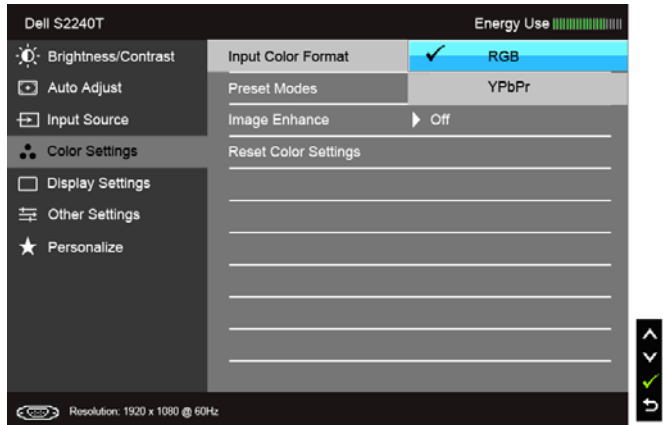 Dell S2240T
Energy Use
Brightness/Contrast
Auto Adjust
Input Source
Color Settings
Display Settings
Other Settings
Personalize
Input Color Format
RGB
Preset Modes
YPbPr
Image Enhance
Off
Reset Color Settings
Resolution: 1920 x 1080 @ 60Hz